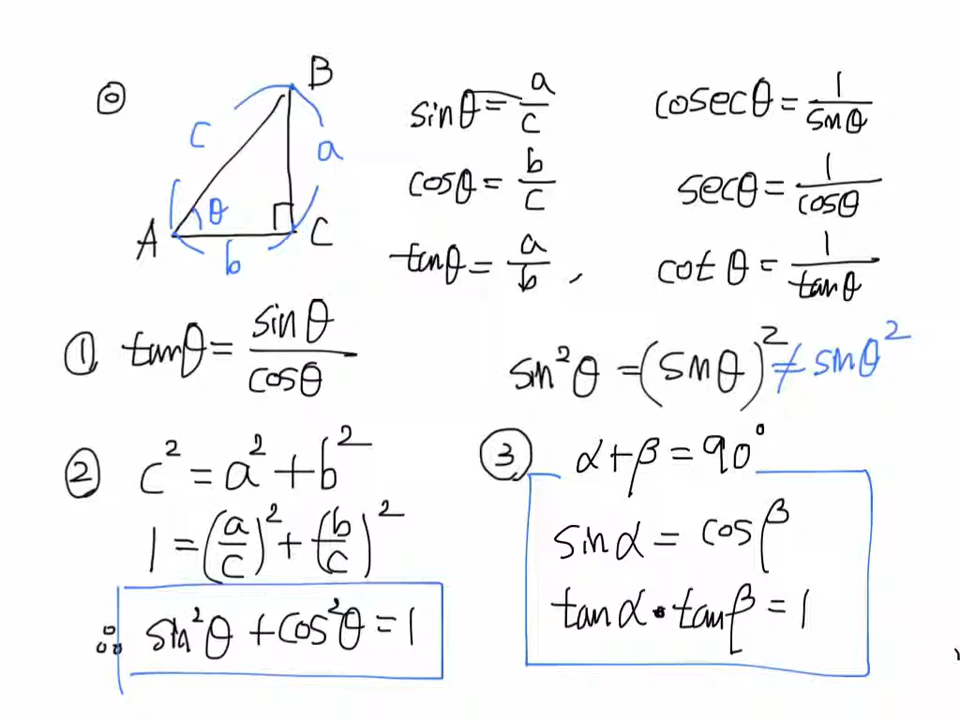 ⓪
B
c
a
θ
A
b
C
sinθ = a/c
cosθ = b/c
tanθ = a/b ,
cosecθ = 1/sinθ
secθ = 1/cosθ
cotθ = 1/tanθ
① tanθ = sinθ/cosθ
sin²θ = (sinθ)² ≠ sinθ²
② c² = a² + b²
1 = (a/c)² + (b/c)²
∴ sin²θ + cos²θ = 1
③ α + β = 90°
sinα = cosβ
tanα · tanβ = 1